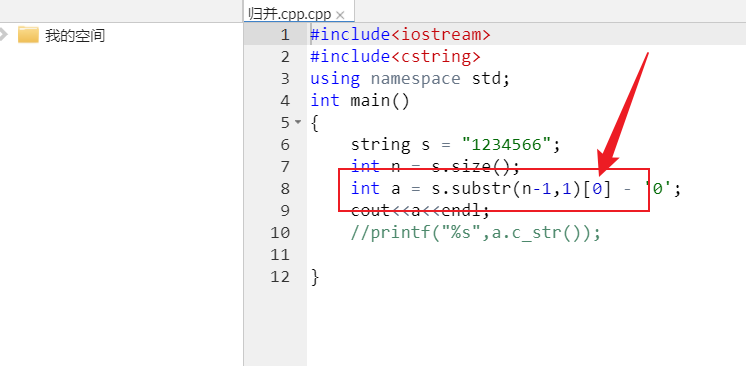 归并.cpp.cpp ×
我的空间
1 #include<iostream>
2 #include<cstring>
3 using namespace std;
4 int main()
5 {
6 string s = "1234566";
7 int n = s.size();
8 int a = s.substr(n-1,1)[0] - '0';
9 cout<<a<<endl;
10 //printf("%s",a.c_str());
11
12 }